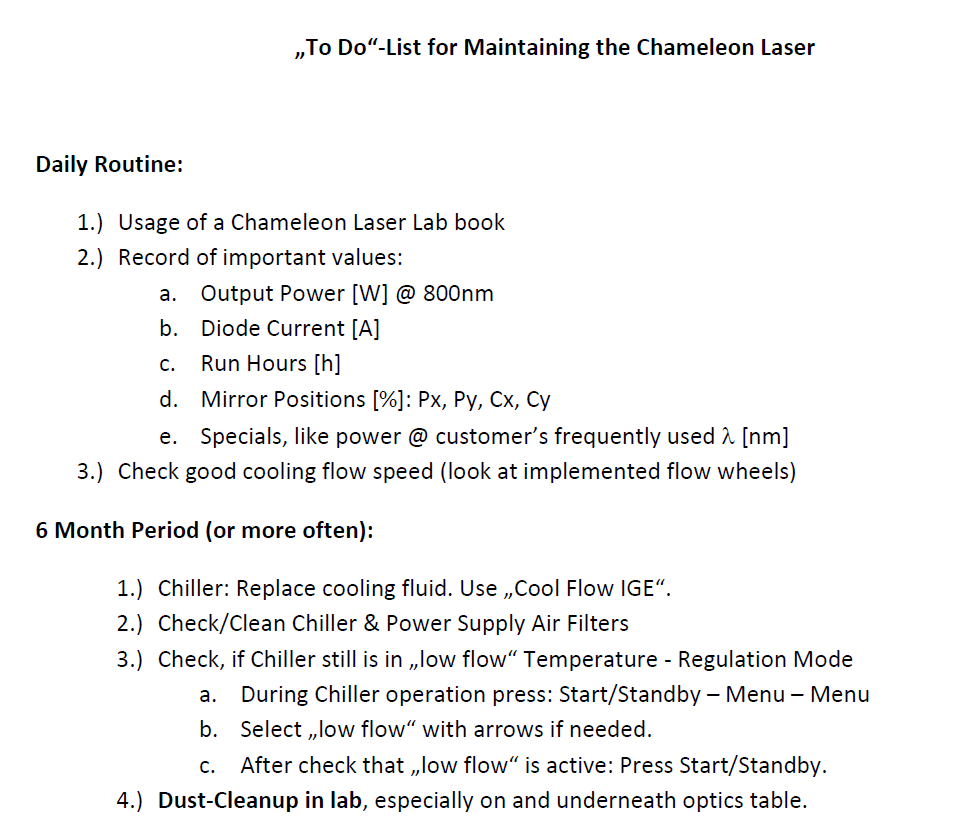 „To Do“-List for Maintaining the Chameleon Laser
Daily Routine:
1.) Usage of a Chameleon Laser Lab book
2.) Record of important values:
a. Output Power [W] @ 800nm
b. Diode Current [A]
c. Run Hours [h]
d. Mirror Positions [%]: Px, Py, Cx, Cy
e. Specials, like power @ customer’s frequently used λ [nm]
3.) Check good cooling flow speed (look at implemented flow wheels)
6 Month Period (or more often):
1.) Chiller: Replace cooling fluid. Use „Cool Flow IGE“.
2.) Check/Clean Chiller & Power Supply Air Filters
3.) Check, if Chiller still is in „low flow“ Temperature - Regulation Mode
a. During Chiller operation press: Start/Standby – Menu – Menu
b. Select „low flow“ with arrows if needed.
c. After check that „low flow“ is active: Press Start/Standby.
4.) Dust-Cleanup in lab, especially on and underneath optics table.